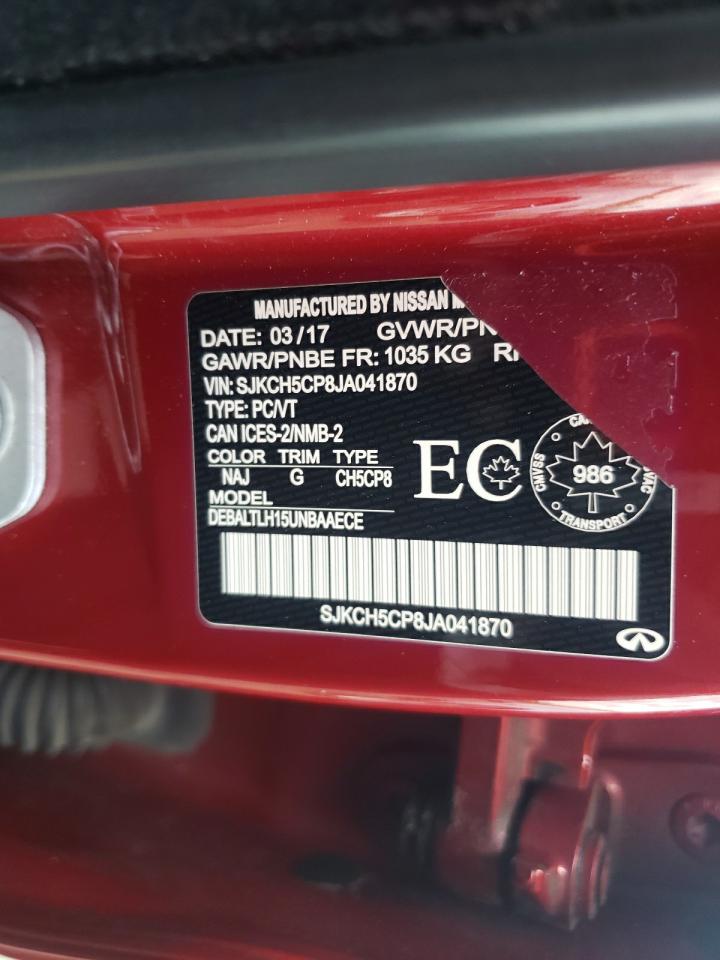 MANUFACTURED BY NISSAN
DATE: 03/17 GVWR/
GAWR/PNBE FR: 1035 KG
VIN: SJKCH5CP8JA041870
TYPE: PC/VT
CAN ICES-2/NMB-2
COLOR TRIM TYPE
NAJ G CH5CP8
MODEL
DEBALTLH15UNBAAECE
EC
CMVSS
986
TRANSPORT
SJKCH5CP8JA041870